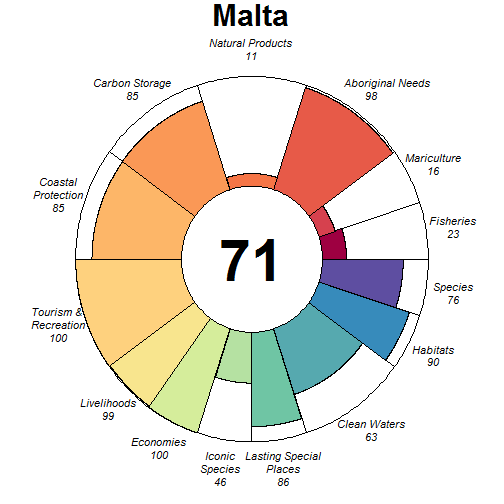 Malta
Natural Products
11
Carbon Storage
85
Aboriginal Needs
98
Mariculture
16
Coastal
Protection
85
Fisheries
23
71
Species
76
Tourism &
Recreation
100
Habitats
90
Livelihoods
99
Clean Waters
63
Economies
100
Iconic
Species
46
Lasting Special
Places
86